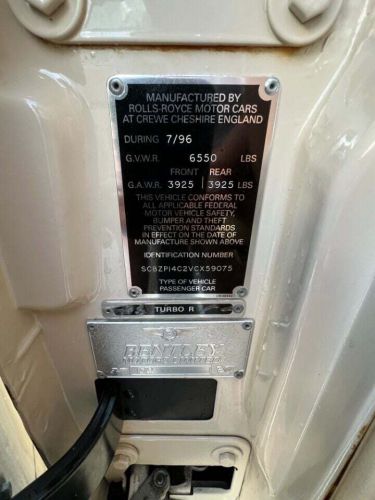 MANUFACTURED BY
ROLLS-ROYCE MOTOR CARS
AT CREWE CHESHIRE ENGLAND
DURING 7/96
G.V.W.R. 6550 LBS
FRONT REAR
G.A.W.R. 3925 3925 LBS
THIS VEHICLE CONFORMS TO
ALL APPLICABLE FEDERAL
MOTOR VEHICLE SAFETY,
BUMPER AND THEFT
PREVENTION STANDARDS
IN EFFECT ON THE DATE OF
MANUFACTURE SHOWN ABOVE
IDENTIFICATION NUMBER
SCBZP14C2VCX59075
TYPE OF VEHICLE
PASSENGER CAR
TURBO R
BENTLEY
MOTORS LIMITED